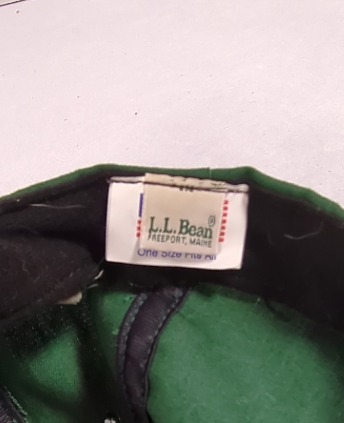 L.L.Bean®
FREEPORT, MAINE
One Size Fits All